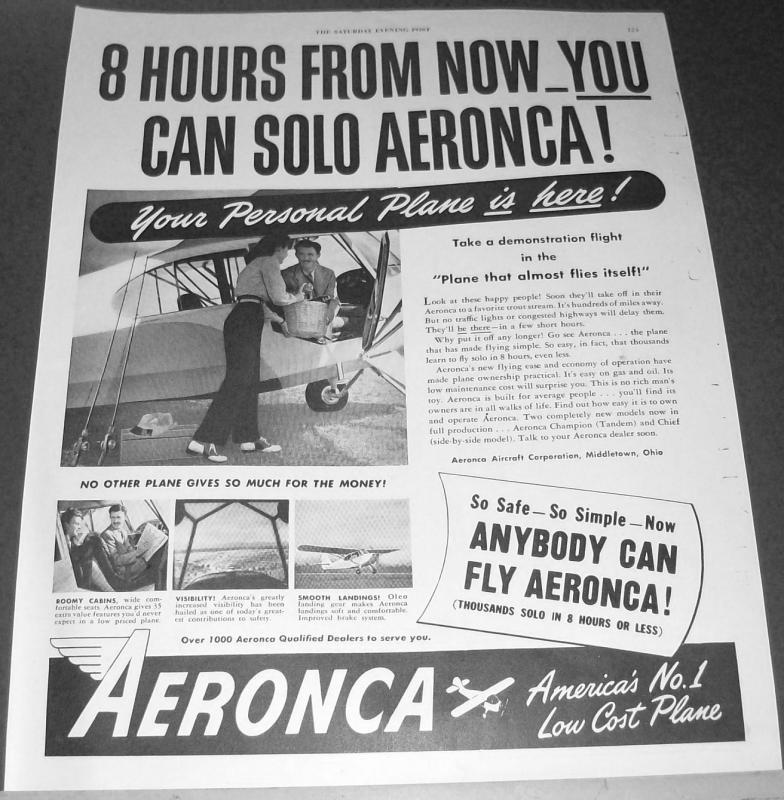 THE SATURDAY EVENING POST
8 HOURS FROM NOW—YOU
CAN SOLO AERONCA!
Your Personal Plane is here!
Take a demonstration flight
in the
"Plane that almost flies itself!"
Look at these happy people! Soon they'll take off in their
Aeronca to a favorite trout stream. It's hundreds of miles away.
But no traffic lights or congested highways will delay them.
They'll be there—in a few short hours.
Why put it off any longer! Go see Aeronca . . . the plane
that has made flying simple. So easy, in fact, that thousands
learn to fly solo in 8 hours, even less.
Aeronca's new flying ease and economy of operation have
made plane ownership practical. It's easy on gas and oil. Its
low maintenance cost will surprise you. This is no rich man's
toy. Aeronca is built for average people . . . you'll find its
owners are in all walks of life. Find out how easy it is to own
and operate Aeronca. Two completely new models now in
full production . . . Aeronca Champion (Tandem) and Chief
(side-by-side model). Talk to your Aeronca dealer soon.
Aeronca Aircraft Corporation, Middletown, Ohio
NO OTHER PLANE GIVES SO MUCH FOR THE MONEY!
ROOMY CABINS, wide com-
fortable seats. Aeronca gives 35
extra value features you'd never
expect in a low priced plane.
VISIBILITY! Aeronca's greatly
increased visibility has been
hailed as one of today's great-
est contributions to safety.
SMOOTH LANDINGS! Oleo
landing gear makes Aeronca
landings soft and comfortable.
Improved brake system.
So Safe—So Simple—Now
ANYBODY CAN
FLY AERONCA!
(THOUSANDS SOLO IN 8 HOURS OR LESS)
Over 1000 Aeronca Qualified Dealers to serve you.
AERONCA
America's No. 1
Low Cost Plane